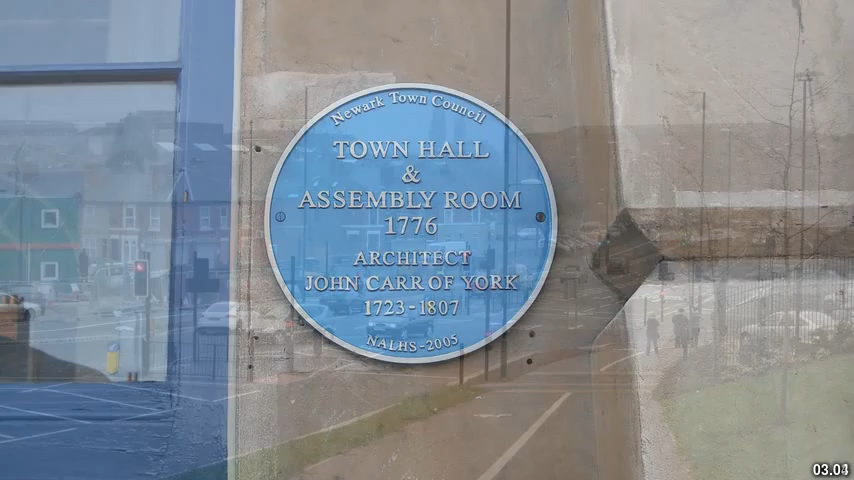 Newark Town Council
TOWN HALL
&
ASSEMBLY ROOM
1776
ARCHITECT
JOHN CARR OF YORK
1723-1807
NALHS-2005
03.04